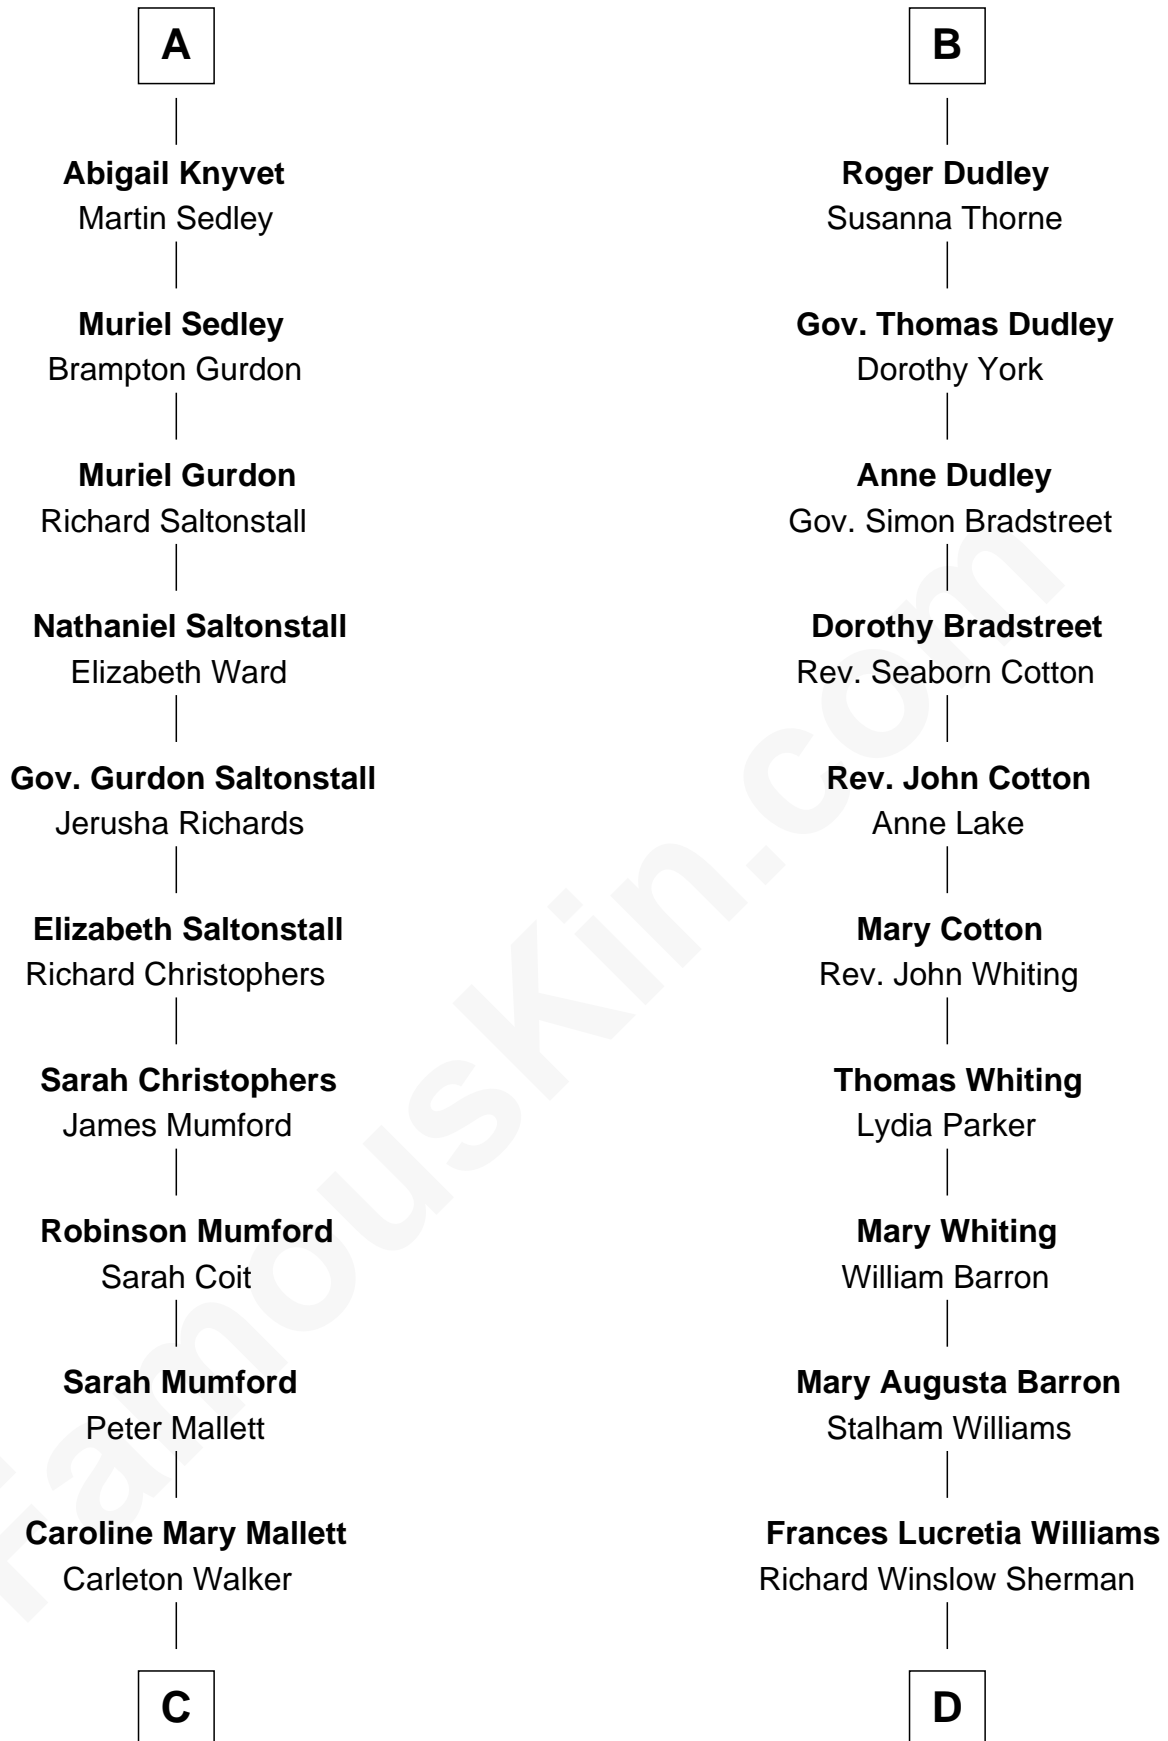 A
Abigail Knyvet
Martin Sedley
Muriel Sedley
Brampton Gurdon
Muriel Gurdon
Richard Saltonstall
Nathaniel Saltonstall
Elizabeth Ward
Gov. Gurdon Saltonstall
Jerusha Richards
Elizabeth Saltonstall
Richard Christophers
Sarah Christophers
James Mumford
Robinson Mumford
Sarah Coit
Sarah Mumford
Peter Mallett
Caroline Mary Mallett
Carleton Walker
C
B
Roger Dudley
Susanna Thorne
Gov. Thomas Dudley
Dorothy York
Anne Dudley
Gov. Simon Bradstreet
Dorothy Bradstreet
Rev. Seaborn Cotton
Rev. John Cotton
Anne Lake
Mary Cotton
Rev. John Whiting
Thomas Whiting
Lydia Parker
Mary Whiting
William Barron
Mary Augusta Barron
Stalham Williams
Frances Lucretia Williams
Richard Winslow Sherman
D
FamousKin.com